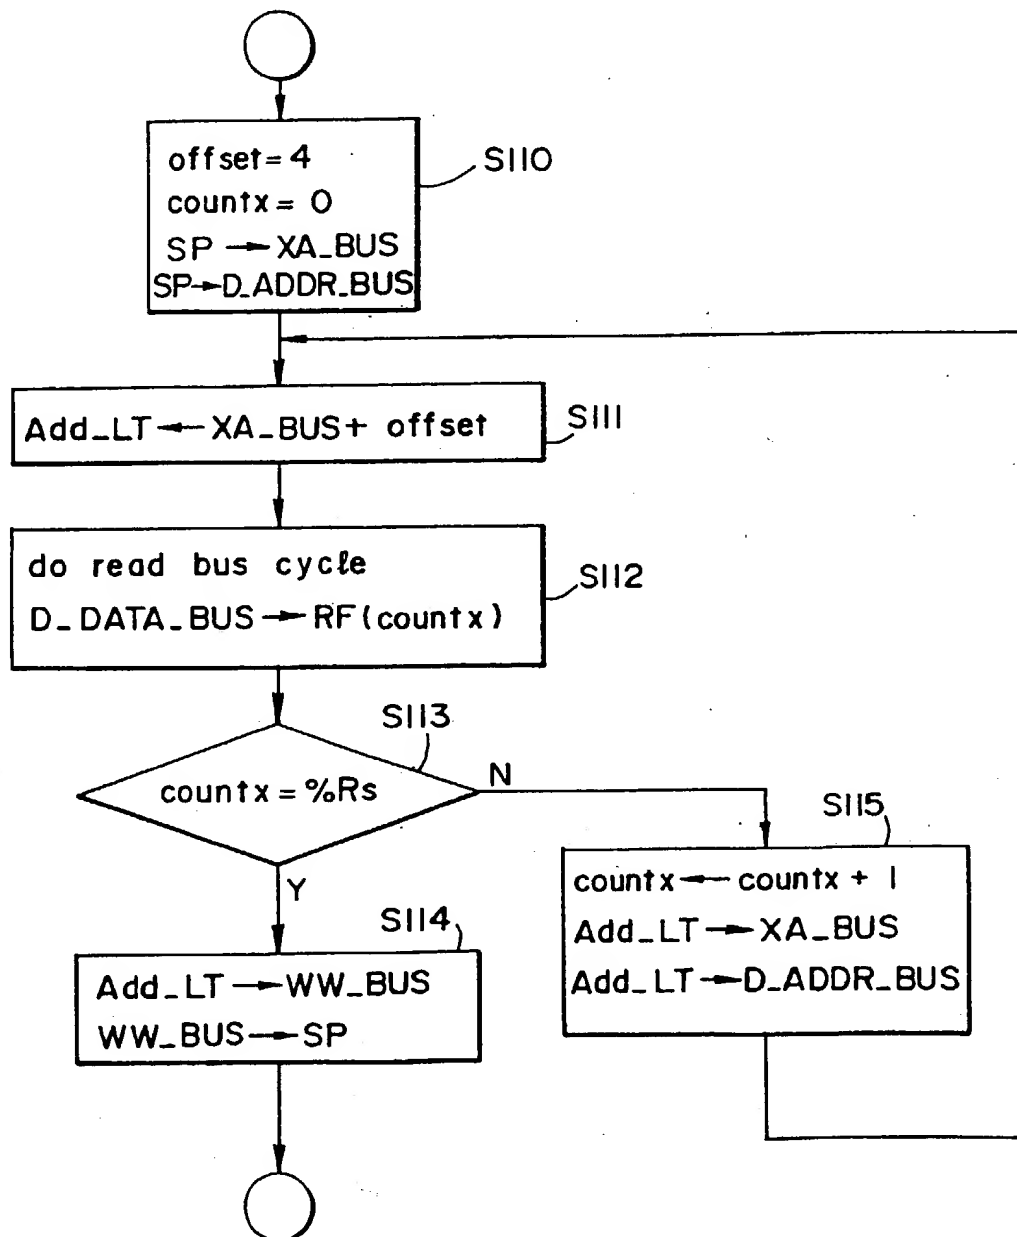 offset = 4
countx = 0
SP → XA_BUS
SP → D_ADDR_BUS
S110
Add_LT ← XA_BUS + offset
S111
do read bus cycle
D_DATA_BUS → RF (countx)
S112
S113
countx = %Rs
N
Y
S114
Add_LT → WW_BUS
WW_BUS → SP
S115
countx ← countx + 1
Add_LT → XA_BUS
Add_LT → D_ADDR_BUS